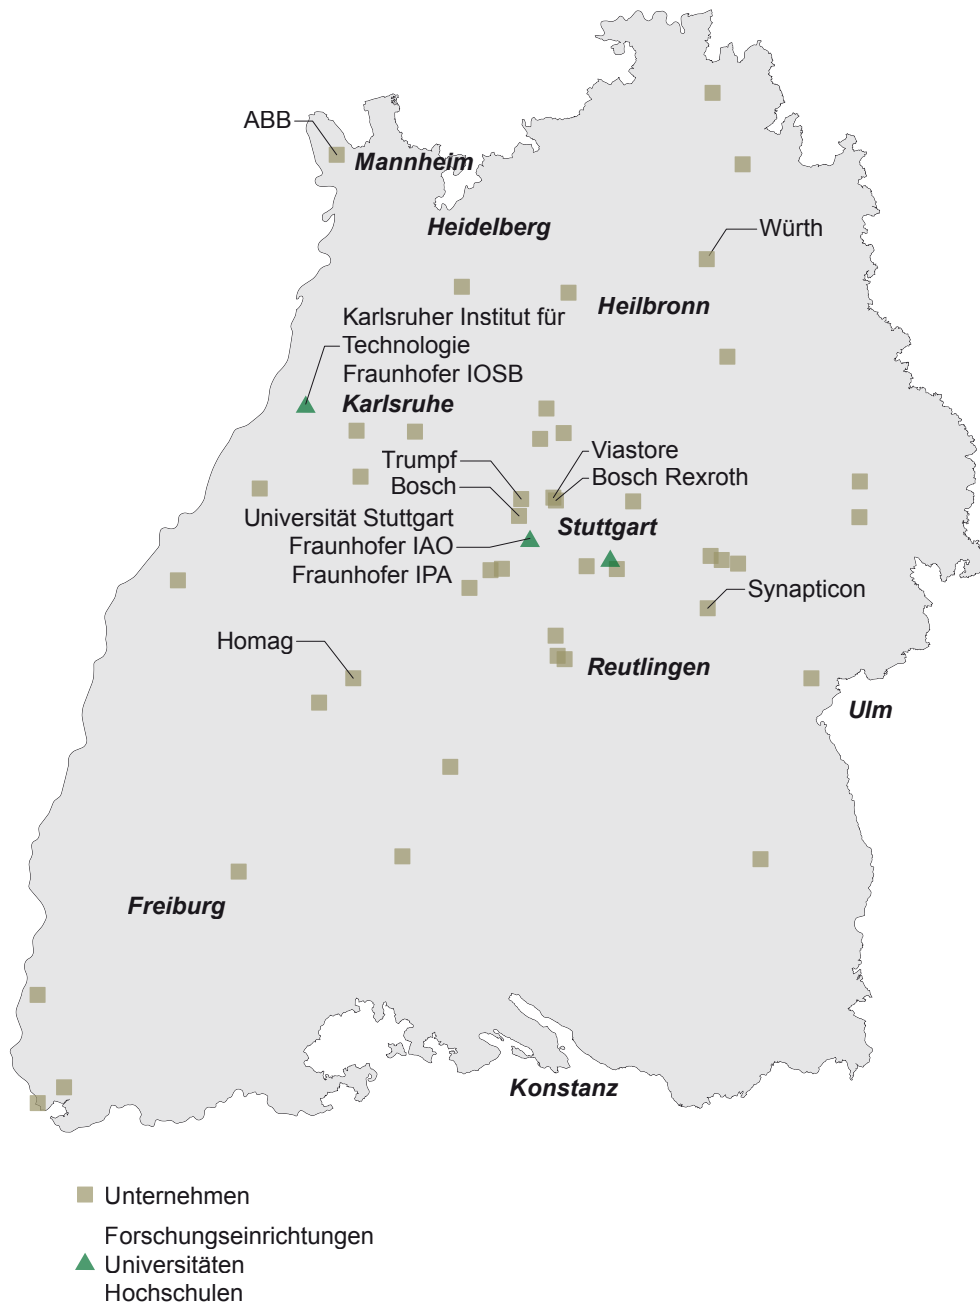 ABB
Mannheim
Heidelberg
Würth
Heilbronn
Karlsruher Institut für
Technologie
Fraunhofer IOSB
Karlsruhe
Trumpf
Bosch
Viastore
Bosch Rexroth
Universität Stuttgart
Fraunhofer IAO
Fraunhofer IPA
Stuttgart
Synapticon
Homag
Reutlingen
Ulm
Freiburg
Konstanz
Unternehmen
Forschungseinrichtungen
Universitäten
Hochschulen